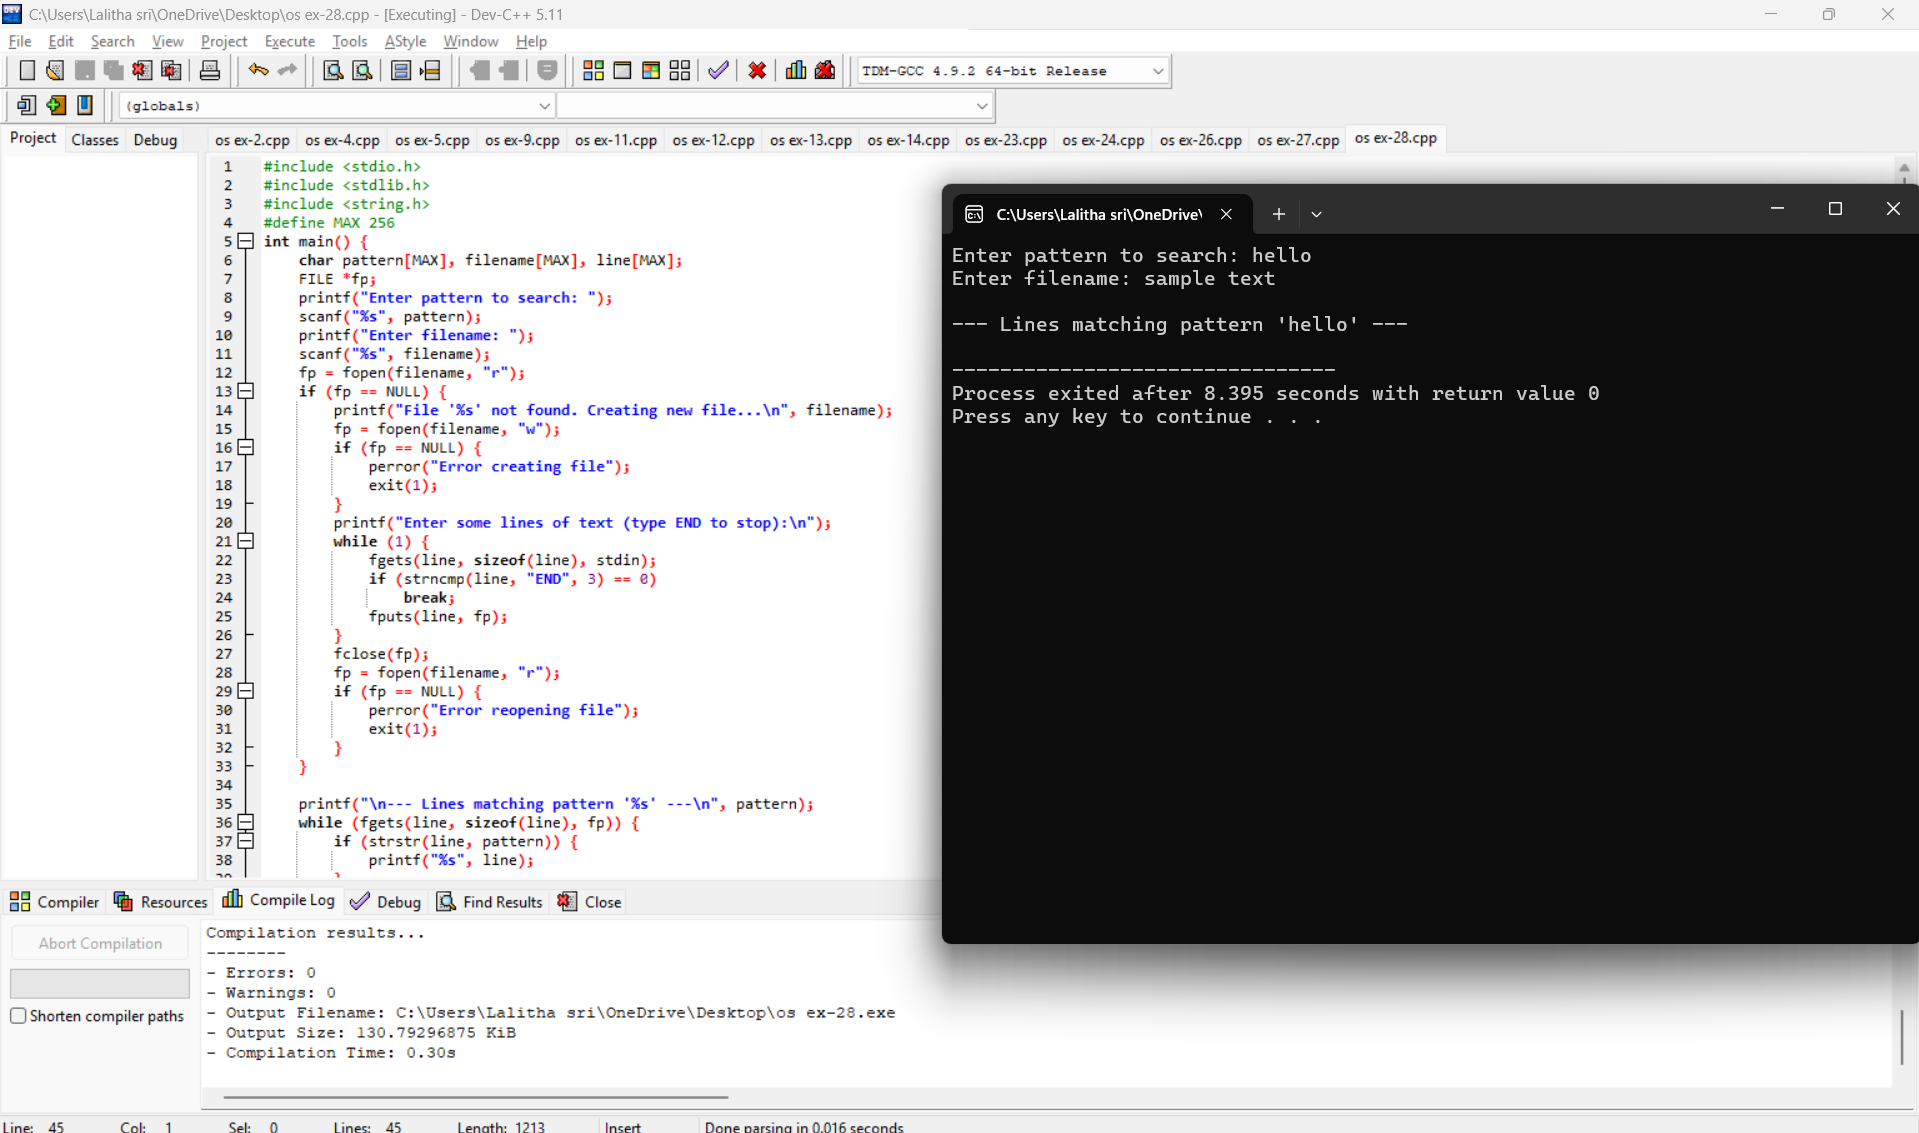 C:\Users\Lalitha sri\OneDrive\Desktop\os ex-28.cpp - [Executing] - Dev-C++ 5.11
File Edit Search View Project Execute Tools AStyle Window Help
TDM-GCC 4.9.2 64-bit Release
(globals)
Project Classes Debug
os ex-2.cpp os ex-4.cpp os ex-5.cpp os ex-9.cpp os ex-11.cpp os ex-12.cpp os ex-13.cpp os ex-14.cpp os ex-23.cpp os ex-24.cpp os ex-26.cpp os ex-27.cpp os ex-28.cpp
1 #include <stdio.h>
2 #include <stdlib.h>
3 #include <string.h>
4 #define MAX 256
5 int main() {
6 char pattern[MAX], filename[MAX], line[MAX];
7 FILE *fp;
8 printf("Enter pattern to search: ");
9 scanf("%s", pattern);
10 printf("Enter filename: ");
11 scanf("%s", filename);
12 fp = fopen(filename, "r");
13 if (fp == NULL) {
14 printf("File '%s' not found. Creating new file...\n", filename);
15 fp = fopen(filename, "w");
16 if (fp == NULL) {
17 perror("Error creating file");
18 exit(1);
19 }
20 printf("Enter some lines of text (type END to stop):\n");
21 while (1) {
22 fgets(line, sizeof(line), stdin);
23 if (strncmp(line, "END", 3) == 0)
24 break;
25 fputs(line, fp);
26 }
27 fclose(fp);
28 fp = fopen(filename, "r");
29 if (fp == NULL) {
30 perror("Error reopening file");
31 exit(1);
32 }
33 }
34
35 printf("\n--- Lines matching pattern '%s' ---\n", pattern);
36 while (fgets(line, sizeof(line), fp)) {
37 if (strstr(line, pattern)) {
38 printf("%s", line);
C:\Users\Lalitha sri\OneDrive\
Enter pattern to search: hello
Enter filename: sample text
--- Lines matching pattern 'hello' ---
--------------------------------
Process exited after 8.395 seconds with return value 0
Press any key to continue . . .
Compiler Resources Compile Log Debug Find Results Close
Abort Compilation
Shorten compiler paths
Compilation results...
--------
- Errors: 0
- Warnings: 0
- Output Filename: C:\Users\Lalitha sri\OneDrive\Desktop\os ex-28.exe
- Output Size: 130.79296875 KiB
- Compilation Time: 0.30s
Line: 45 Col: 1 Sel: 0 Lines: 45 Length: 1213 Insert Done parsing in 0.016 seconds